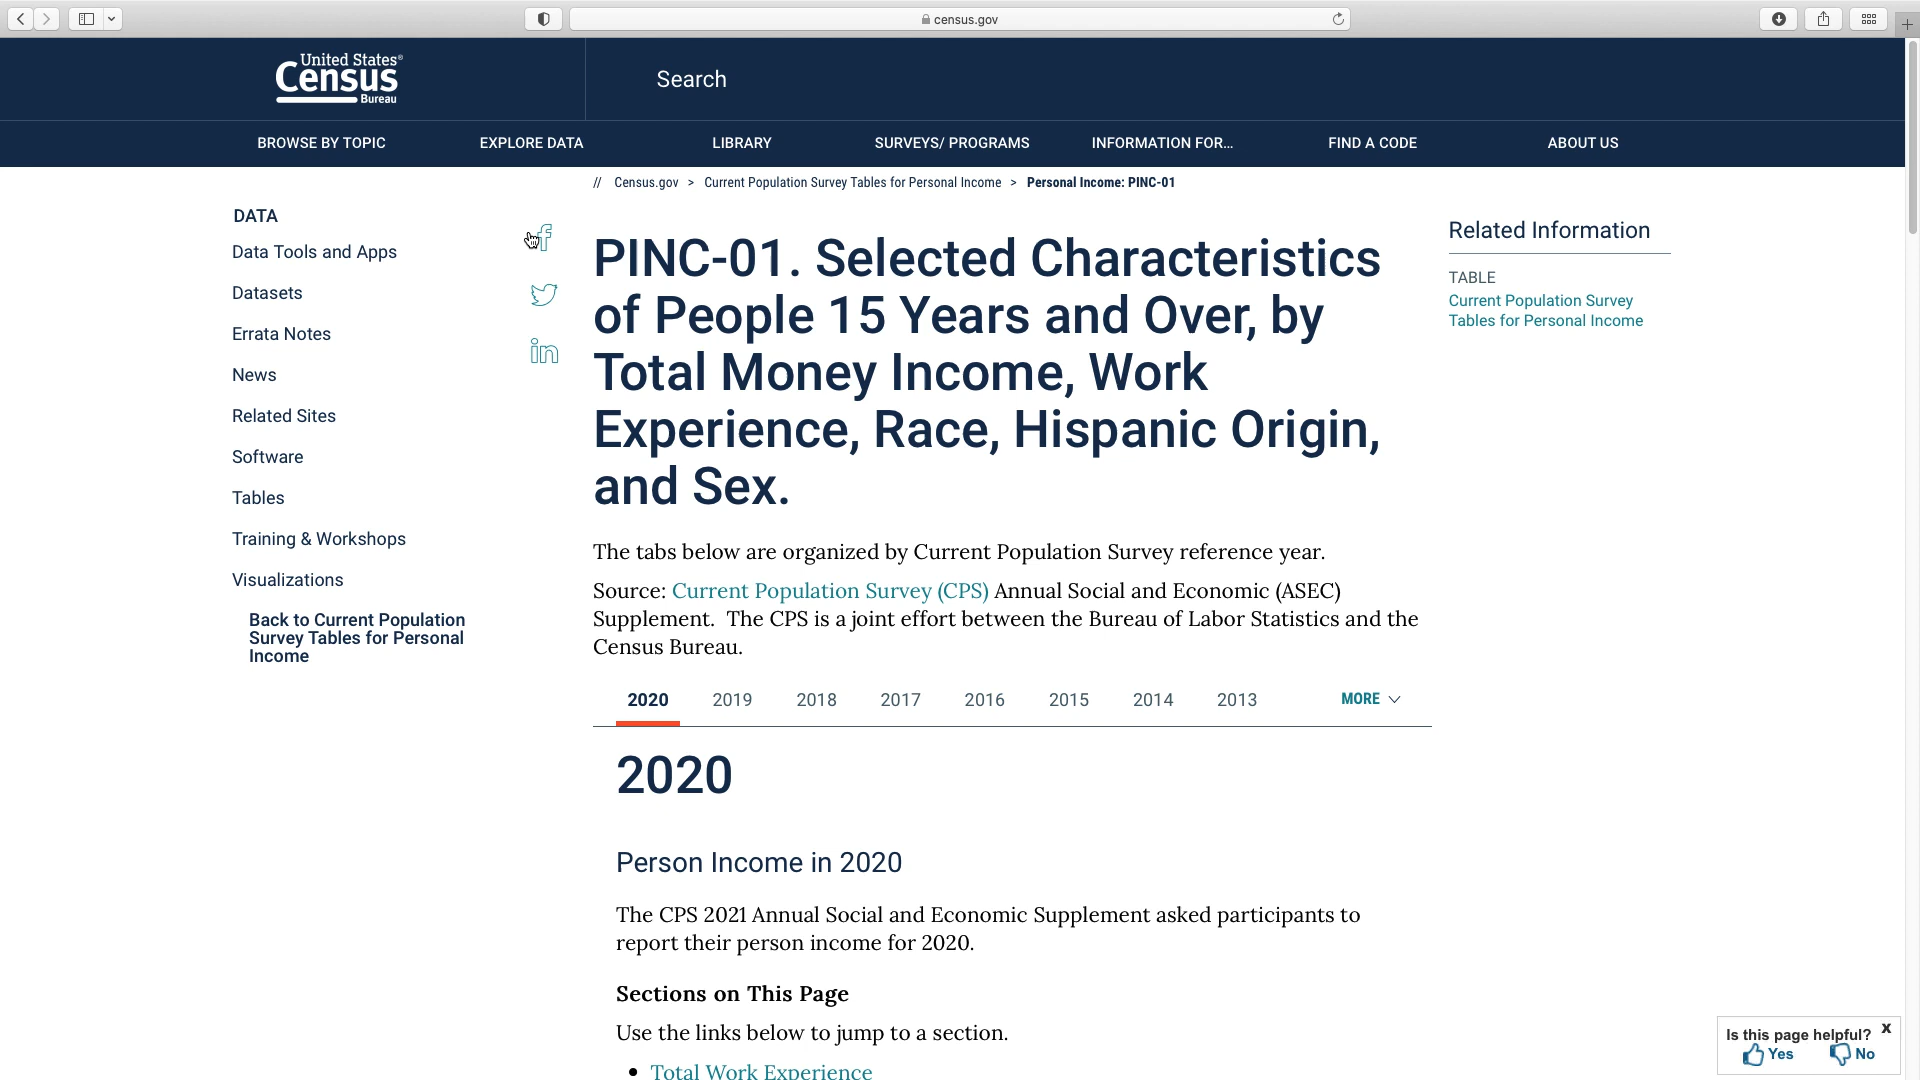 census.gov
United States®
Census
Bureau
Search
BROWSE BY TOPIC
EXPLORE DATA
LIBRARY
SURVEYS/ PROGRAMS
INFORMATION FOR...
FIND A CODE
ABOUT US
// Census.gov > Current Population Survey Tables for Personal Income > Personal Income: PINC-01
DATA
Data Tools and Apps
Datasets
Errata Notes
News
Related Sites
Software
Tables
Training & Workshops
Visualizations
Back to Current Population
Survey Tables for Personal
Income
PINC-01. Selected Characteristics
of People 15 Years and Over, by
Total Money Income, Work
Experience, Race, Hispanic Origin,
and Sex.
The tabs below are organized by Current Population Survey reference year.
Source: Current Population Survey (CPS) Annual Social and Economic (ASEC)
Supplement. The CPS is a joint effort between the Bureau of Labor Statistics and the
Census Bureau.
2020 2019 2018 2017 2016 2015 2014 2013 MORE
2020
Person Income in 2020
The CPS 2021 Annual Social and Economic Supplement asked participants to
report their person income for 2020.
Sections on This Page
Use the links below to jump to a section.
• Total Work Experience
Related Information
TABLE
Current Population Survey
Tables for Personal Income
Is this page helpful? X
Yes No